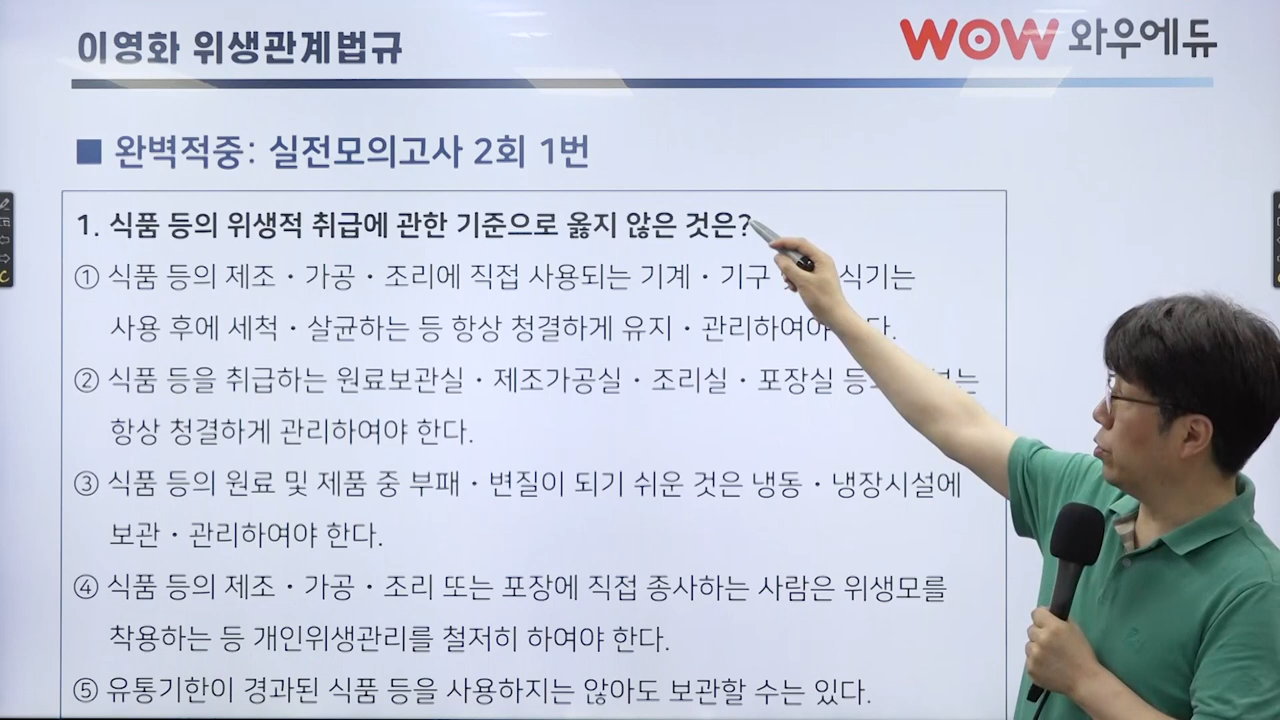 이영화 위생관계법규
WOW 와우에듀
■ 완벽적중: 실전모의고사 2회 1번
1. 식품 등의 위생적 취급에 관한 기준으로 옳지 않은 것은?
① 식품 등의 제조・가공・조리에 직접 사용되는 기계・기구 식기는
사용 후에 세척・살균하는 등 항상 청결하게 유지・관리하여야
② 식품 등을 취급하는 원료보관실・제조가공실・조리실・포장실
항상 청결하게 관리하여야 한다.
③ 식품 등의 원료 및 제품 중 부패・변질이 되기 쉬운 것은 냉동・냉장시설에
보관・관리하여야 한다.
④ 식품 등의 제조・가공・조리 또는 포장에 직접 종사하는 사람은 위생모를
착용하는 등 개인위생관리를 철저히 하여야 한다.
⑤ 유통기한이 경과된 식품 등을 사용하지는 않아도 보관할 수는 있다.